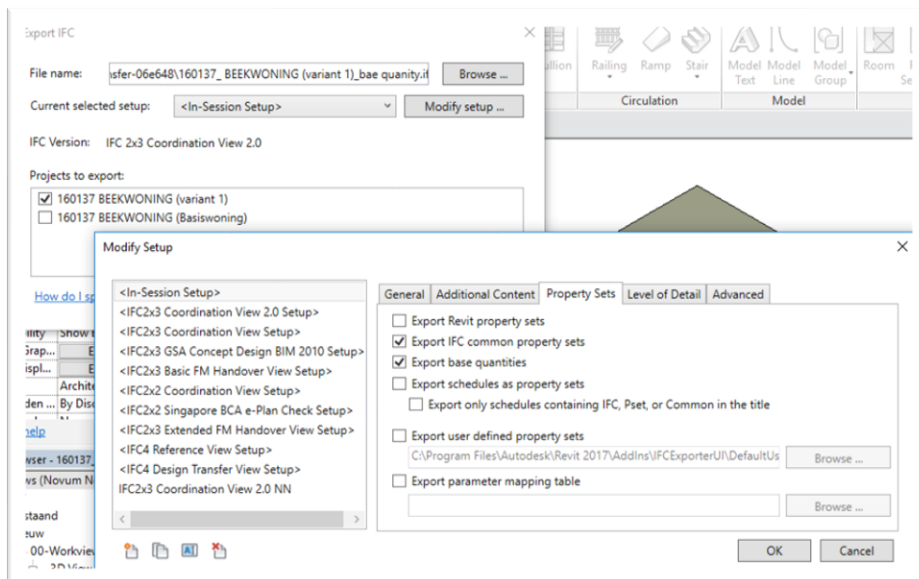 Export IFC
File name:
sfer-06e648\160137_ BEEKWONING (variant 1)_bae quanity.if
Browse ...
Current selected setup:
<In-Session Setup>
Modify setup ...
IFC Version: IFC 2x3 Coordination View 2.0
Projects to export:
160137 BEEKWONING (variant 1)
160137 BEEKWONING (Basiswoning)
How do I sp
Railing
Ramp
Stair
Model Text
Model Line
Model Group
Room
Circulation
Model
Modify Setup
<In-Session Setup>
<IFC2x3 Coordination View 2.0 Setup>
<IFC2x3 Coordination View Setup>
<IFC2x3 GSA Concept Design BIM 2010 Setup>
<IFC2x3 Basic FM Handover View Setup>
<IFC2x2 Coordination View Setup>
<IFC2x2 Singapore BCA e-Plan Check Setup>
<IFC2x3 Extended FM Handover View Setup>
<IFC4 Reference View Setup>
<IFC4 Design Transfer View Setup>
IFC2x3 Coordination View 2.0 NN
General
Additional Content
Property Sets
Level of Detail
Advanced
Export Revit property sets
Export IFC common property sets
Export base quantities
Export schedules as property sets
Export only schedules containing IFC, Pset, or Common in the title
Export user defined property sets
C:\Program Files\Autodesk\Revit 2017\AddIns\IFCExporterUI\DefaultUs
Browse ...
Export parameter mapping table
Browse ...
OK
Cancel
Archite
By Dise
help
wser - 160137_
ws (Novum N
staand
euw
00-Workview